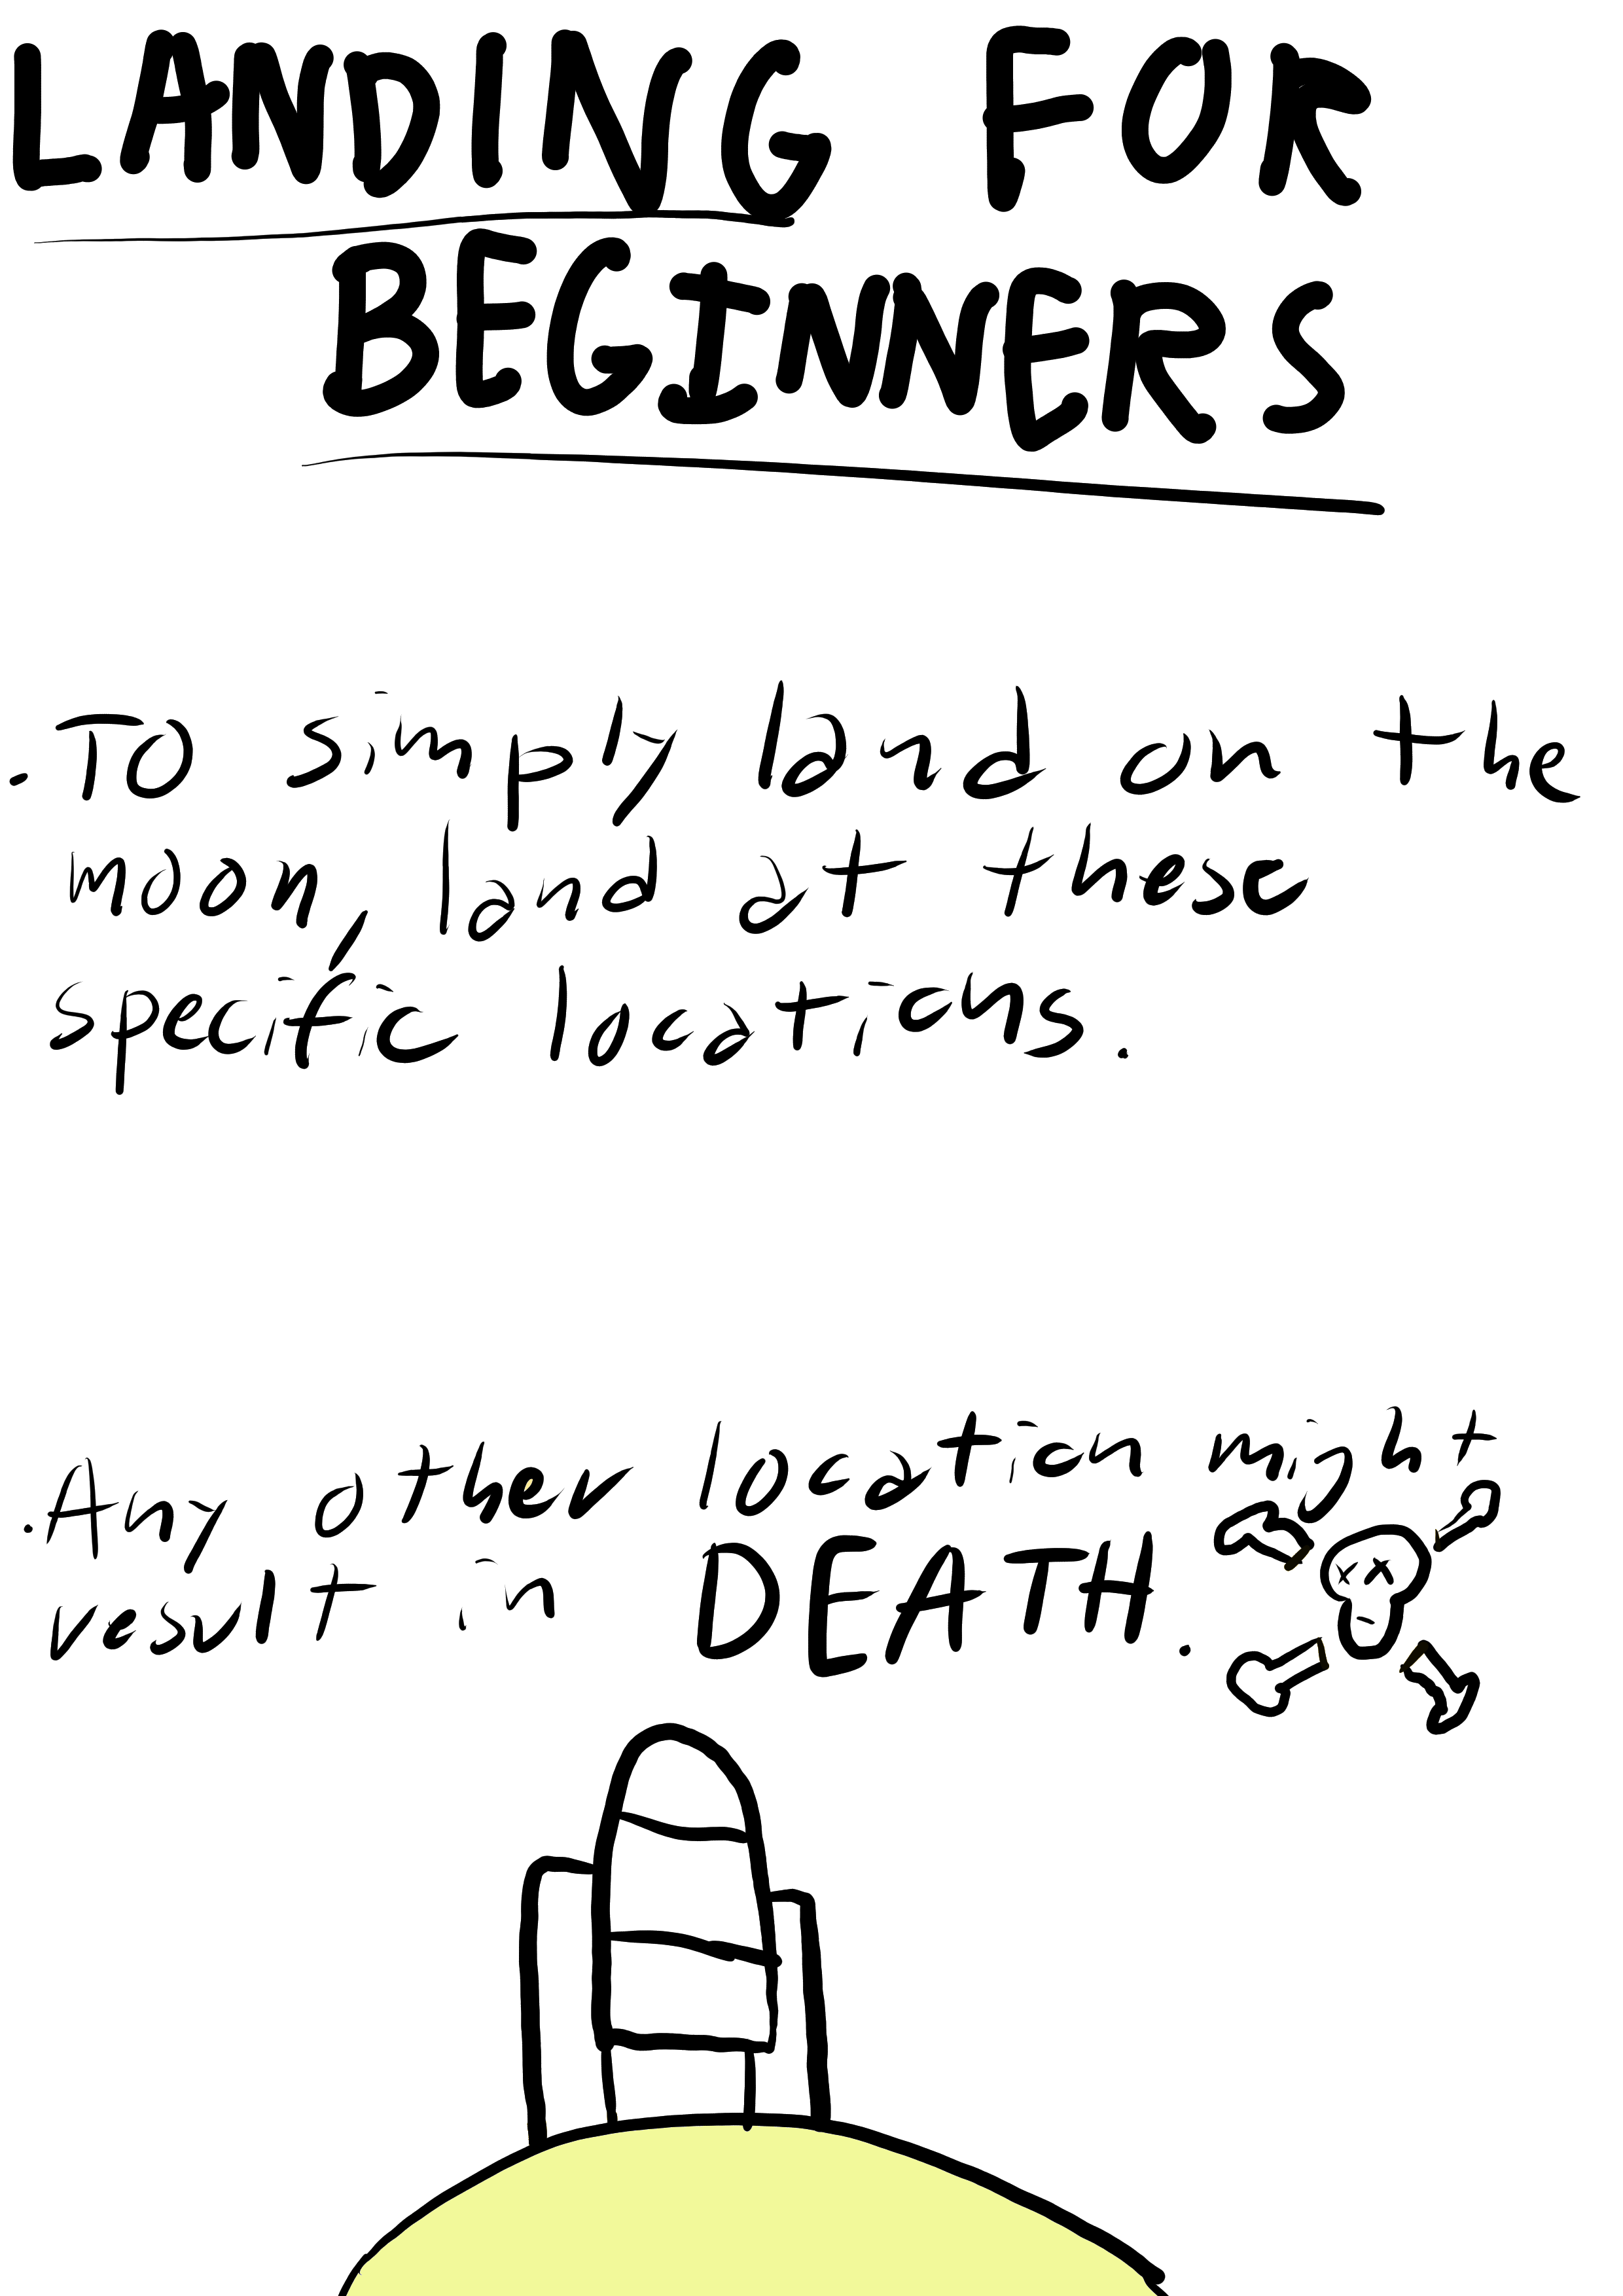 LANDING FOR
BEGINNERS
. To simply land on the
moon, land at these
specific locations.
. Any other location might
result in DEATH.